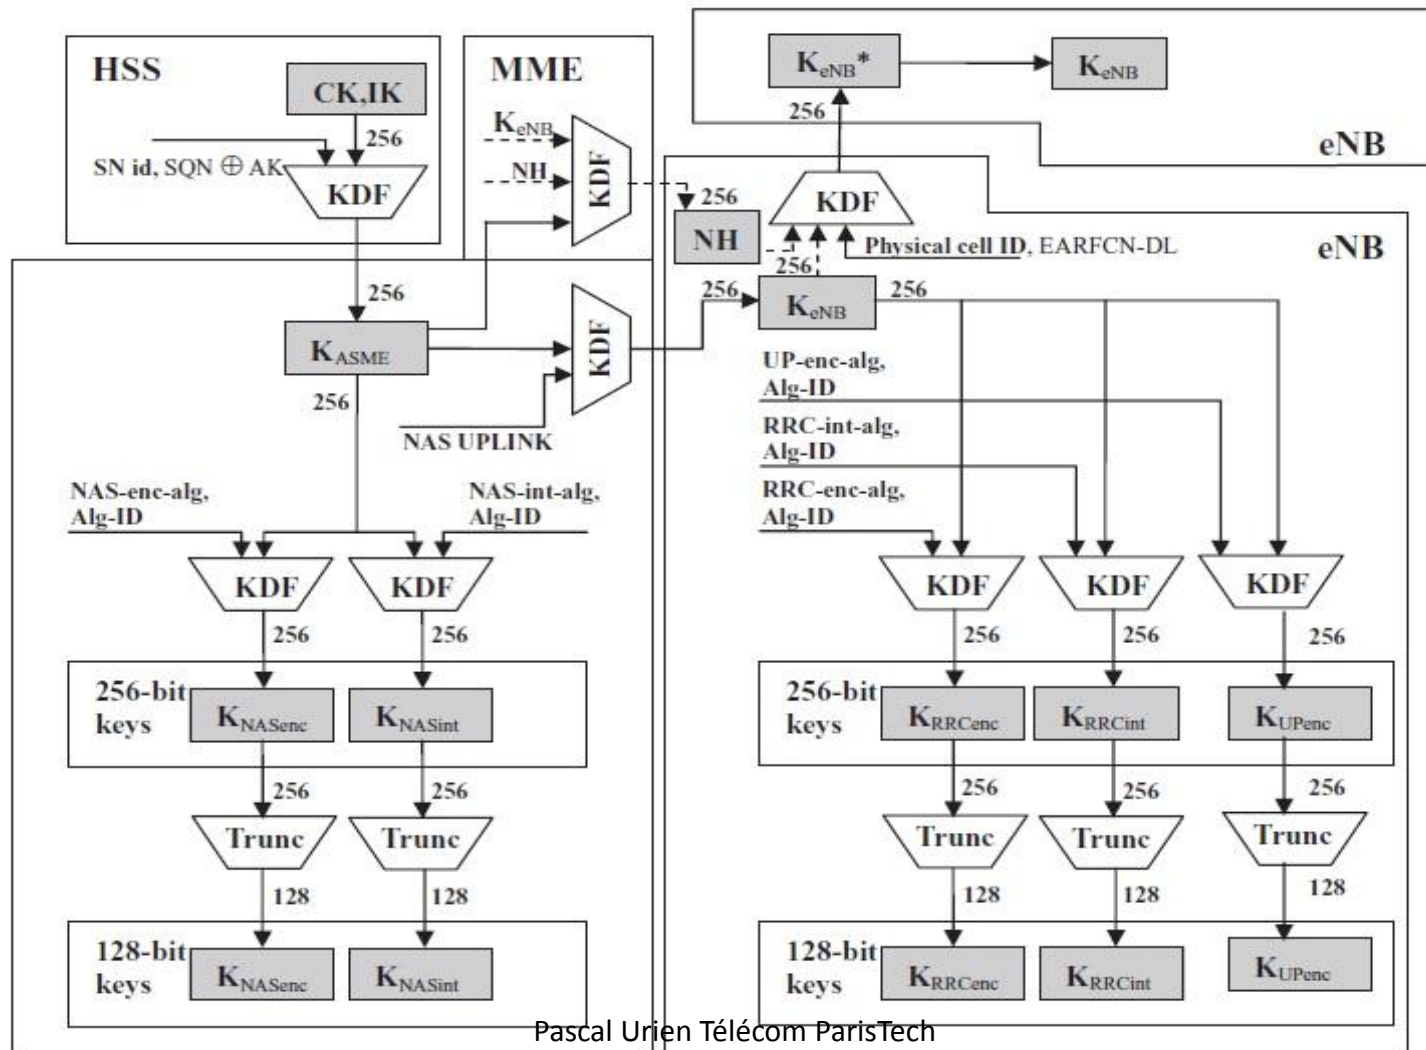 HSS
CK,IK
256
SN id, SQN ⊕ AK
KDF
256
MME
KeNB
NH
KDF
256
NH
KeNB*
KeNB
256
eNB
KDF
Physical cell ID, EARFCN-DL
eNB
256
KASME
256
KDF
256
KeNB
256
NAS UPLINK
UP-enc-alg,
Alg-ID
RRC-int-alg,
Alg-ID
RRC-enc-alg,
Alg-ID
NAS-enc-alg,
Alg-ID
NAS-int-alg,
Alg-ID
KDF
KDF
KDF
KDF
KDF
256
256
256
256
256
256-bit
keys
KNASenc
KNASint
256-bit
keys
KRRCenc
KRRCint
KUPenc
256
256
256
256
256
Trunc
Trunc
Trunc
Trunc
Trunc
128
128
128
128
128
128-bit
keys
KNASenc
KNASint
128-bit
keys
KRRCenc
KRRCint
KUPenc
Pascal Urien Télécom ParisTech